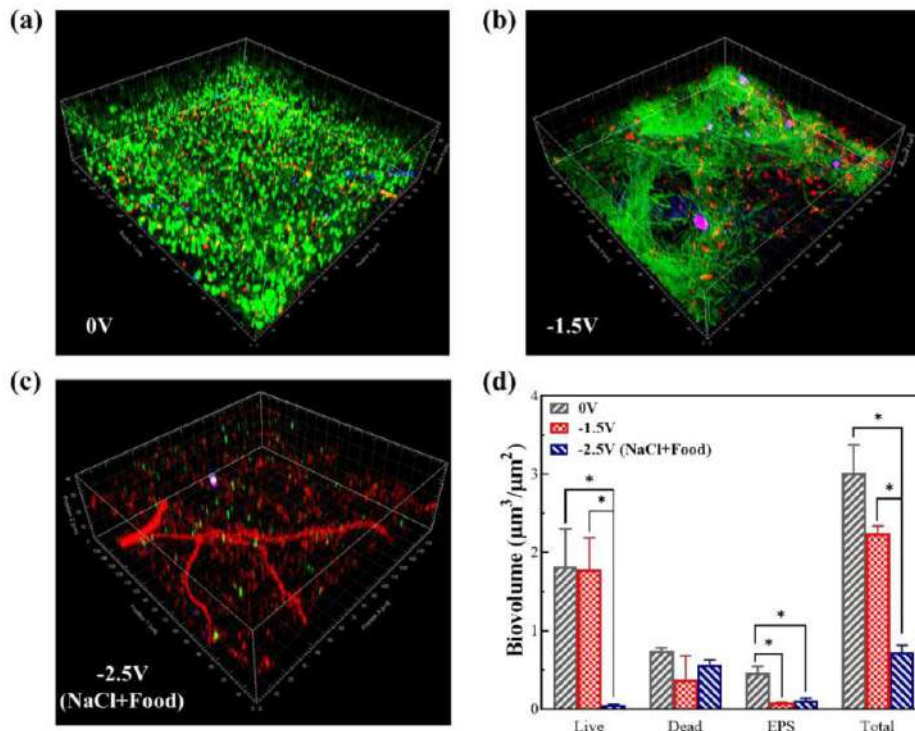 (a)
0V
(b)
-1.5V
(c)
-2.5V
(NaCl+Food)
(d)
Biovolume (μm³/μm²)
4
3
2
1
0
0V
-1.5V
-2.5V (NaCl+Food)
*
*
*
*
*
*
Live
Dead
EPS
Total